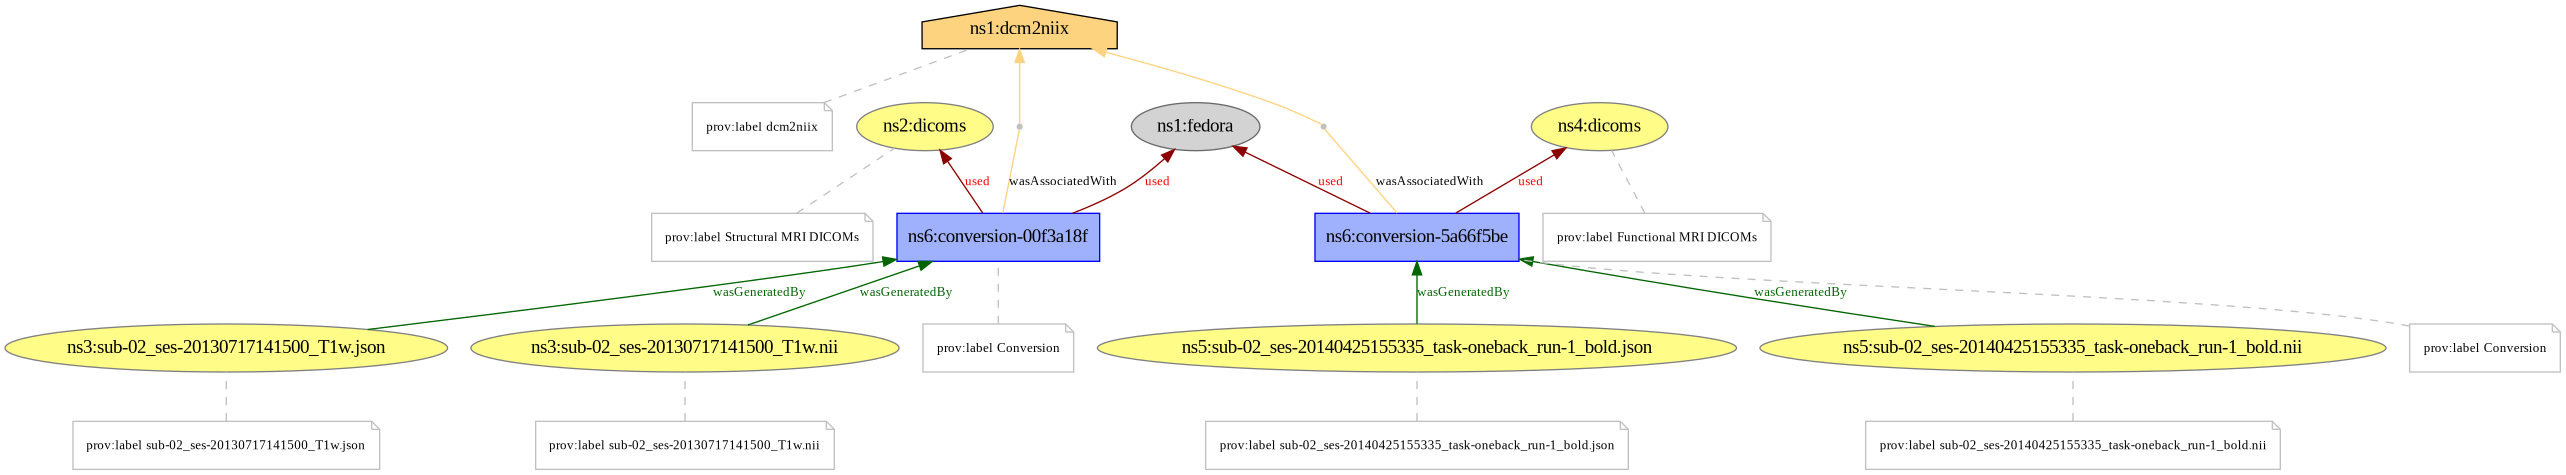 ns1:dcm2niix
prov:label dcm2niix
ns2:dicoms
ns1:fedora
ns4:dicoms
used
wasAssociatedWith
used
used
wasAssociatedWith
used
prov:label Structural MRI DICOMs
ns6:conversion-00f3a18f
ns6:conversion-5a66f5be
prov:label Functional MRI DICOMs
wasGeneratedBy
wasGeneratedBy
wasGeneratedBy
wasGeneratedBy
ns3:sub-02_ses-20130717141500_T1w.json
ns3:sub-02_ses-20130717141500_T1w.nii
prov:label Conversion
ns5:sub-02_ses-20140425155335_task-oneback_run-1_bold.json
ns5:sub-02_ses-20140425155335_task-oneback_run-1_bold.nii
prov:label Conversion
prov:label sub-02_ses-20130717141500_T1w.json
prov:label sub-02_ses-20130717141500_T1w.nii
prov:label sub-02_ses-20140425155335_task-oneback_run-1_bold.json
prov:label sub-02_ses-20140425155335_task-oneback_run-1_bold.nii